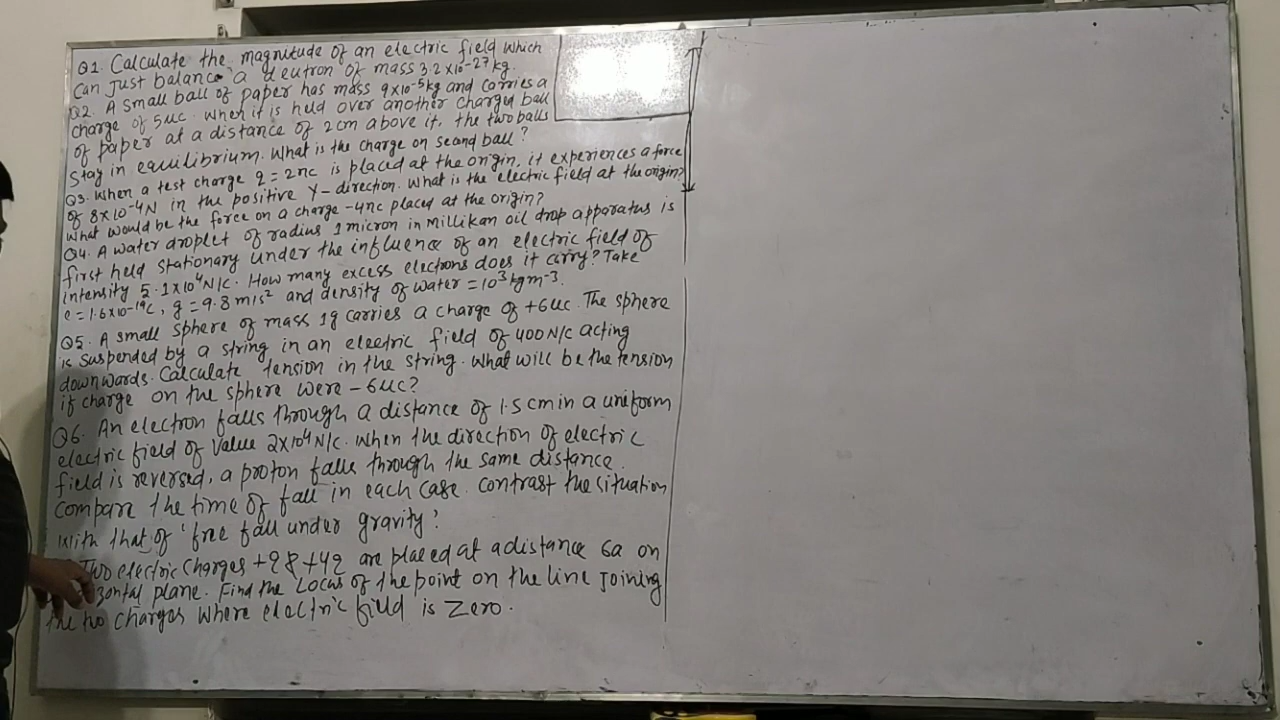 Q1. Calculate the magnitude of an electric field which
can just balance a deutron of mass 3.2×10⁻²⁷kg.
Q2. A small ball of paper has mass 9×10⁻⁵kg and carries a
charge of 5uc. When it is held over another charged ball
of paper at a distance of 2cm above it, the two balls
stay in equilibrium. What is the charge on second ball?
Q3. When a test charge q=2nc is placed at the origin, it experiences a force
of 8×10⁻⁴N in the positive Y-direction. What is the electric field at the origin?
What would be the force on a charge -4nc placed at the origin?
Q4. A water droplet of radius 1 micron in Millikan oil drop apparatus is
first held stationary under the influence of an electric field of
intensity 5.1×10⁴N/C. How many excess electrons does it carry? Take
e=1.6×10⁻¹⁹C, g=9.8m/s² and density of water=10³kgm⁻³.
Q5. A small sphere of mass 1g carries a charge of +6uc. The sphere
is suspended by a string in an electric field of 400N/C acting
downwards. Calculate tension in the string. What will be the tension
if charge on the sphere were -6uc?
Q6. An electron falls through a distance of 1.5cm in a uniform
electric field of value 2×10⁴N/C. When the direction of electric
field is reversed, a proton falls through the same distance.
Compare the time of fall in each case. Contrast the situation
with that of 'free fall under gravity'?
Two electric charges +q & +4q are placed at a distance 6a on
zontal plane. Find the Locus of the point on the line joining
the two charges where electric field is zero.